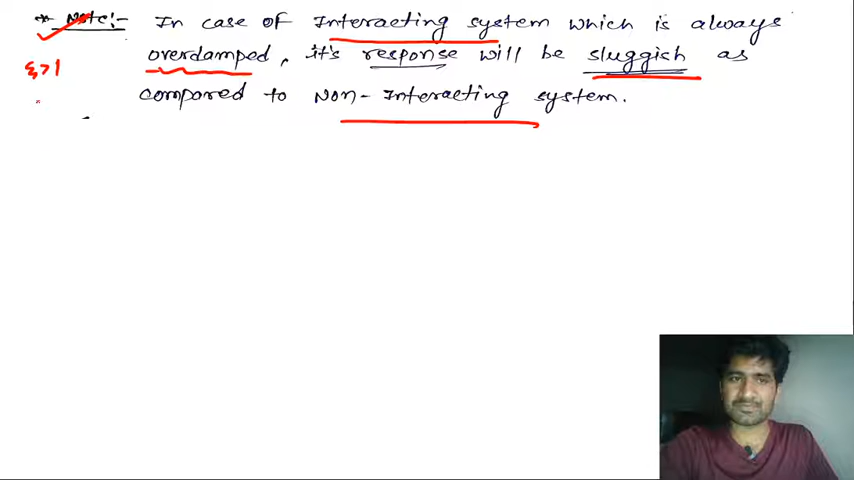 * Note:- In case of Interacting system which is always
overdamped, it's response will be sluggish as
ξ>1
compared to Non-Interacting system.